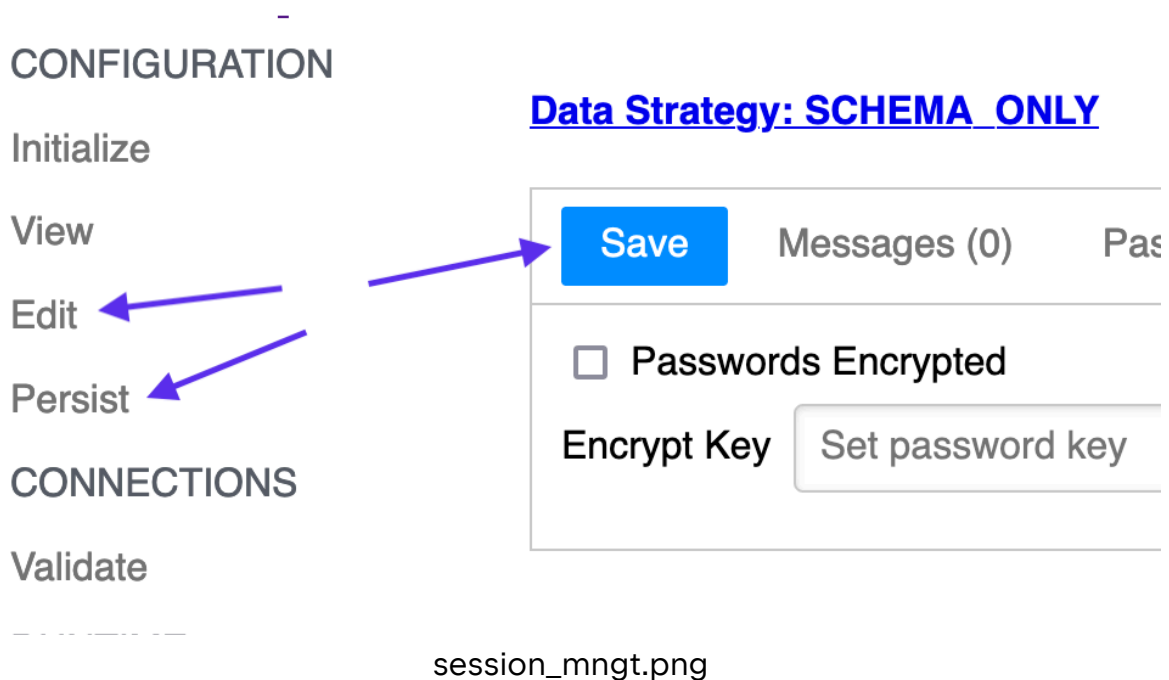 CONFIGURATION
Initialize
View
Edit
Persist
CONNECTIONS
Validate
Data Strategy: SCHEMA_ONLY
Save Messages (0) Pas
Passwords Encrypted
Encrypt Key Set password key
session_mngt.png